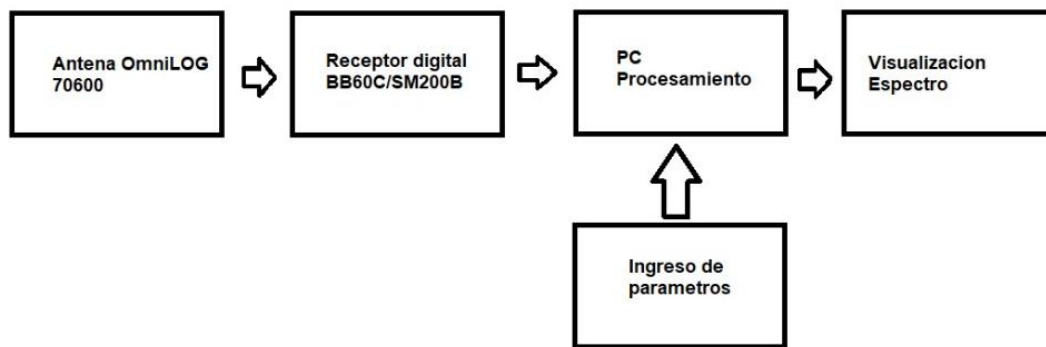 Antena OmniLOG
70600
Receptor digital
BB60C/SM200B
PC
Procesamiento
Visualizacion
Espectro
Ingreso de
parametros